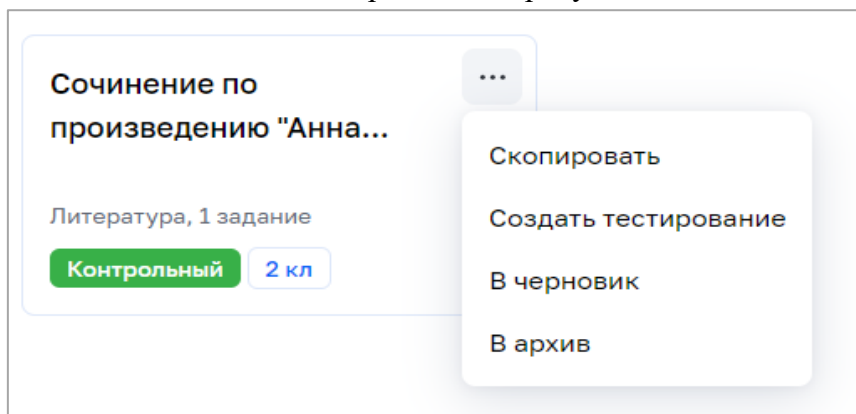 Сочинение по
произведению "Анна...
...
Литература, 1 задание
Контрольный 2 кл
Скопировать
Создать тестирование
В черновик
В архив